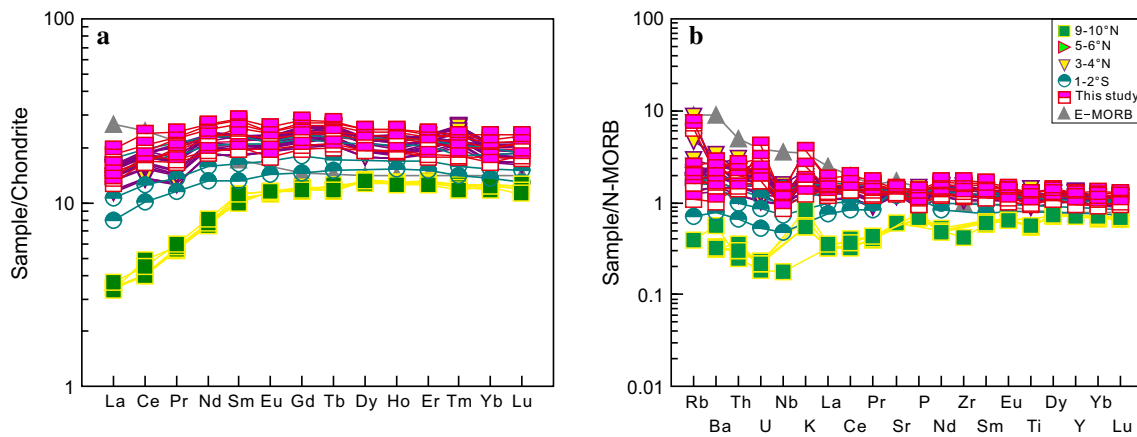 100
10
1
Sample/Chondrite
a
La Ce Pr Nd Sm Eu Gd Tb Dy Ho Er Tm Yb Lu
100
10
1
0.1
0.01
Sample/N-MORB
b
9-10°N
5-6°N
3-4°N
1-2°S
This study
E-MORB
Rb Th Nb La Pr P Zr Eu Dy Yb
Ba U K Ce Sr Nd Sm Ti Y Lu